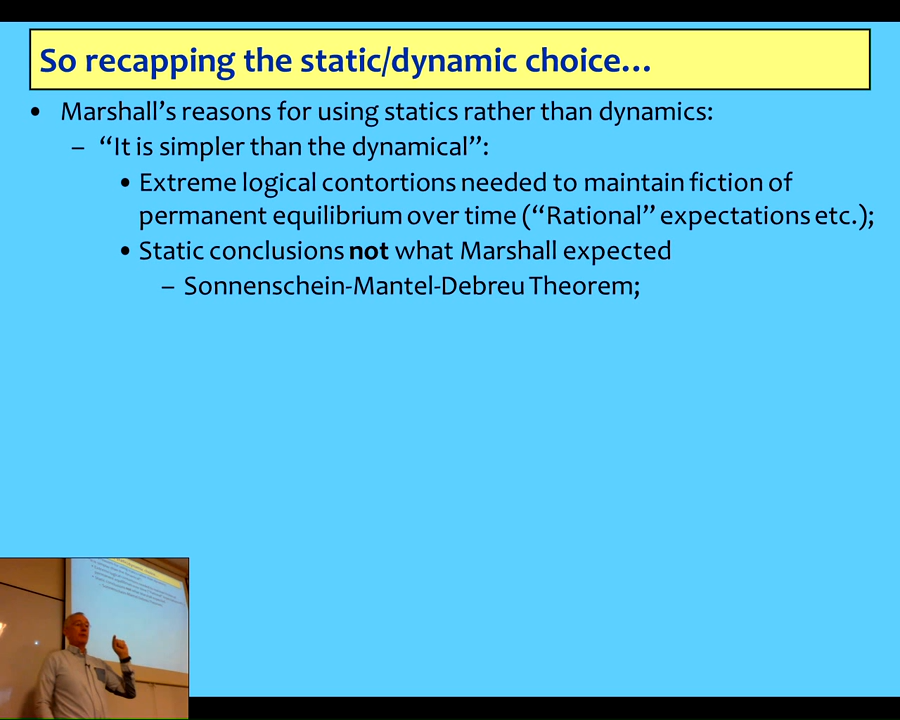 So recapping the static/dynamic choice…
• Marshall's reasons for using statics rather than dynamics:
– “It is simpler than the dynamical”:
• Extreme logical contortions needed to maintain fiction of
permanent equilibrium over time (“Rational” expectations etc.);
• Static conclusions not what Marshall expected
– Sonnenschein-Mantel-Debreu Theorem;